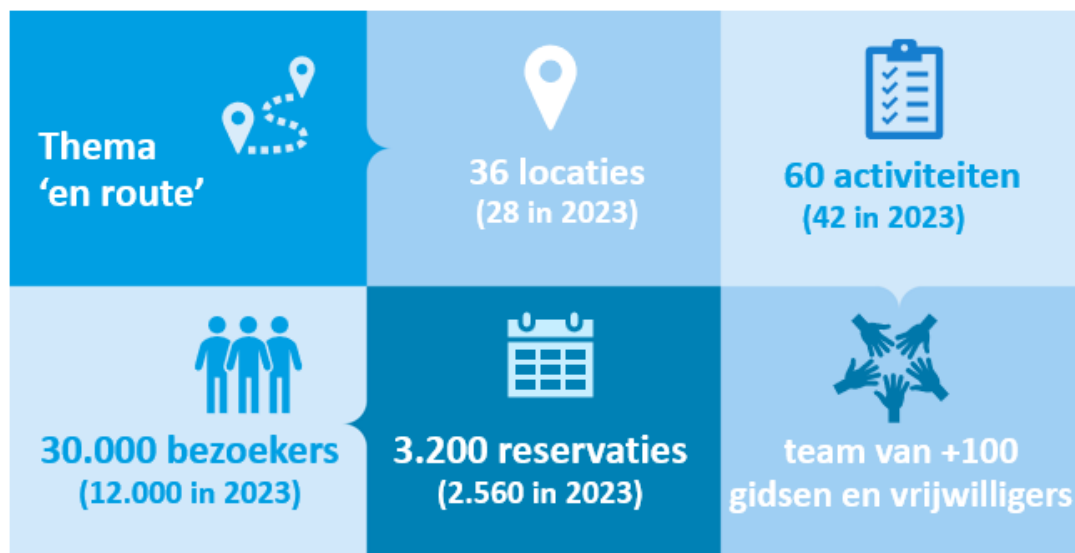 Thema
‘en route’
36 locaties
(28 in 2023)
60 activiteiten
(42 in 2023)
30.000 bezoekers
(12.000 in 2023)
3.200 reservaties
(2.560 in 2023)
team van +100
gidsen en vrijwilligers